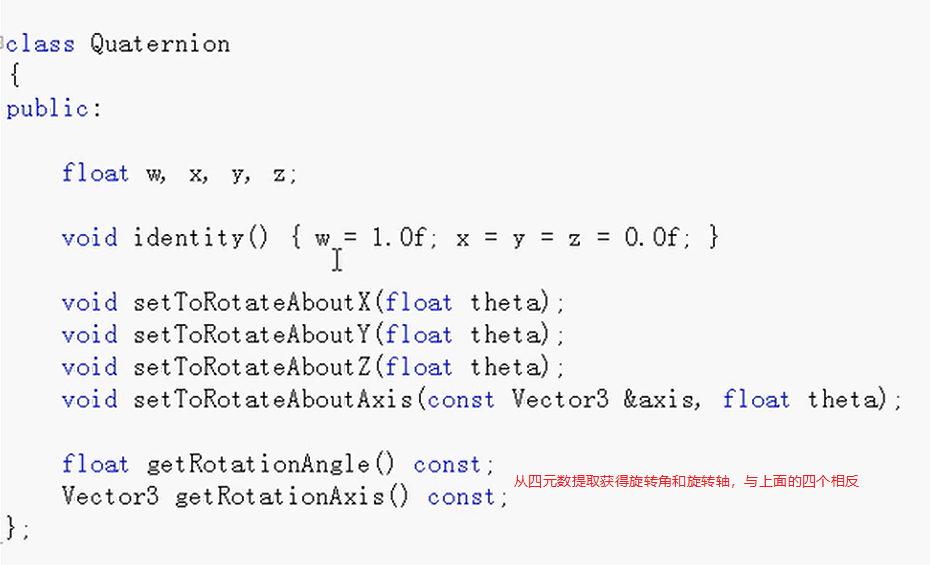 class Quaternion
{
public:
float w, x, y, z;
void identity() { w = 1.0f; x = y = z = 0.0f; }
void setToRotateAboutX(float theta);
void setToRotateAboutY(float theta);
void setToRotateAboutZ(float theta);
void setToRotateAboutAxis(const Vector3 &axis, float theta);
float getRotationAngle() const;
从四元数提取获得旋转角和旋转轴，与上面的四个相反
Vector3 getRotationAxis() const;
};